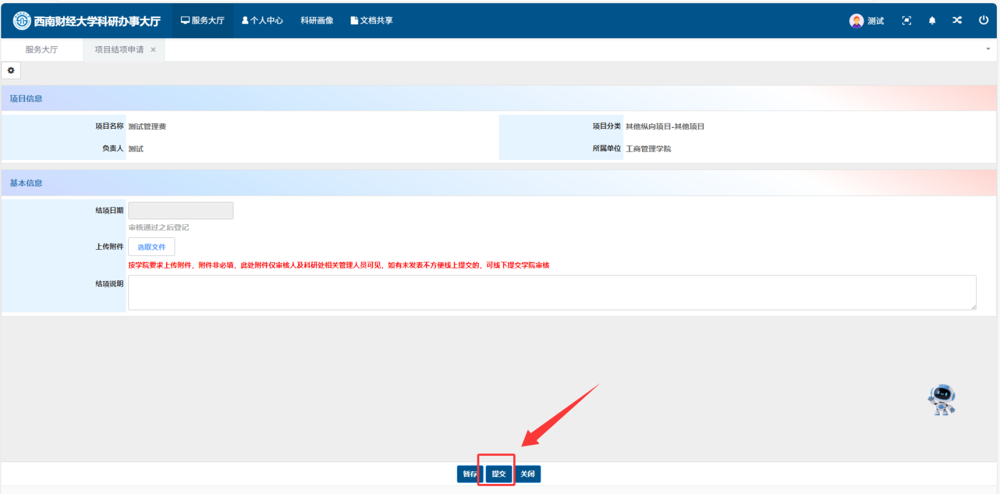 西南财经大学科研办事大厅 服务大厅 个人中心 科研画像 文档共享 测试
服务大厅 项目结项申请 ×
项目信息
项目名称 测试管理费 项目分类 其他纵向项目-其他项目
负责人 测试 所属单位 工商管理学院
基本信息
结项日期
审核通过之后登记
上传附件 选取文件
按学院要求上传附件，附件非必填，此处附件仅审核人及科研处相关管理人员可见，如有未发表不方便线上提交的，可线下提交学院审核
结项说明
暂存 提交 关闭